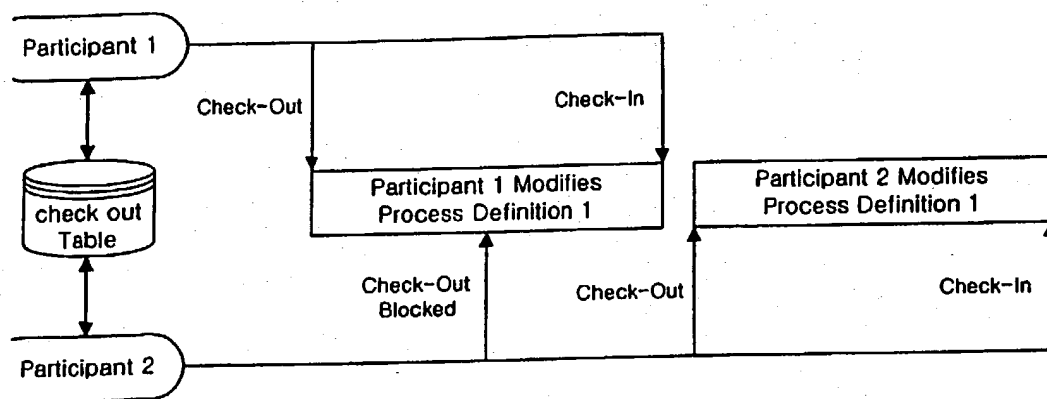 Participant 1
Check-Out
Check-In
check out
Table
Participant 1 Modifies
Process Definition 1
Participant 2 Modifies
Process Definition 1
Check-Out
Blocked
Check-Out
Check-In
Participant 2